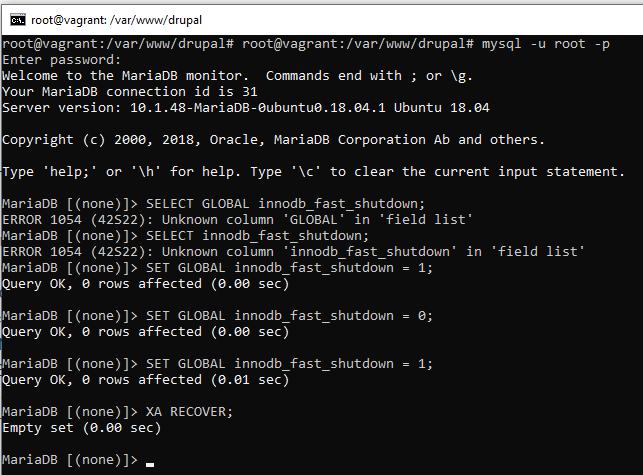 root@vagrant: /var/www/drupal
root@vagrant:/var/www/drupal# root@vagrant:/var/www/drupal# mysql -u root -p
Enter password:
Welcome to the MariaDB monitor.  Commands end with ; or \g.
Your MariaDB connection id is 31
Server version: 10.1.48-MariaDB-0ubuntu0.18.04.1 Ubuntu 18.04
Copyright (c) 2000, 2018, Oracle, MariaDB Corporation Ab and others.
Type 'help;' or '\h' for help. Type '\c' to clear the current input statement.
MariaDB [(none)]> SELECT GLOBAL innodb_fast_shutdown;
ERROR 1054 (42S22): Unknown column 'GLOBAL' in 'field list'
MariaDB [(none)]> SELECT innodb_fast_shutdown;
ERROR 1054 (42S22): Unknown column 'innodb_fast_shutdown' in 'field list'
MariaDB [(none)]> SET GLOBAL innodb_fast_shutdown = 1;
Query OK, 0 rows affected (0.00 sec)
MariaDB [(none)]> SET GLOBAL innodb_fast_shutdown = 0;
Query OK, 0 rows affected (0.00 sec)
MariaDB [(none)]> SET GLOBAL innodb_fast_shutdown = 1;
Query OK, 0 rows affected (0.01 sec)
MariaDB [(none)]> XA RECOVER;
Empty set (0.00 sec)
MariaDB [(none)]>